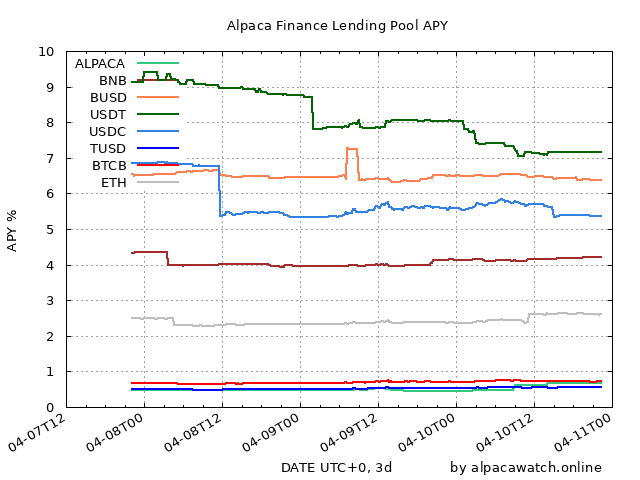 Alpaca Finance Lending Pool APY
APY %
10
9
8
7
6
5
4
3
2
1
0
ALPACA
BNB
BUSD
USDT
USDC
TUSD
BTCB
ETH
04-07T12
04-08T00
04-08T12
04-09T00
04-09T12
04-10T00
04-10T12
04-11T00
DATE UTC+0, 3d
by alpacawatch.online